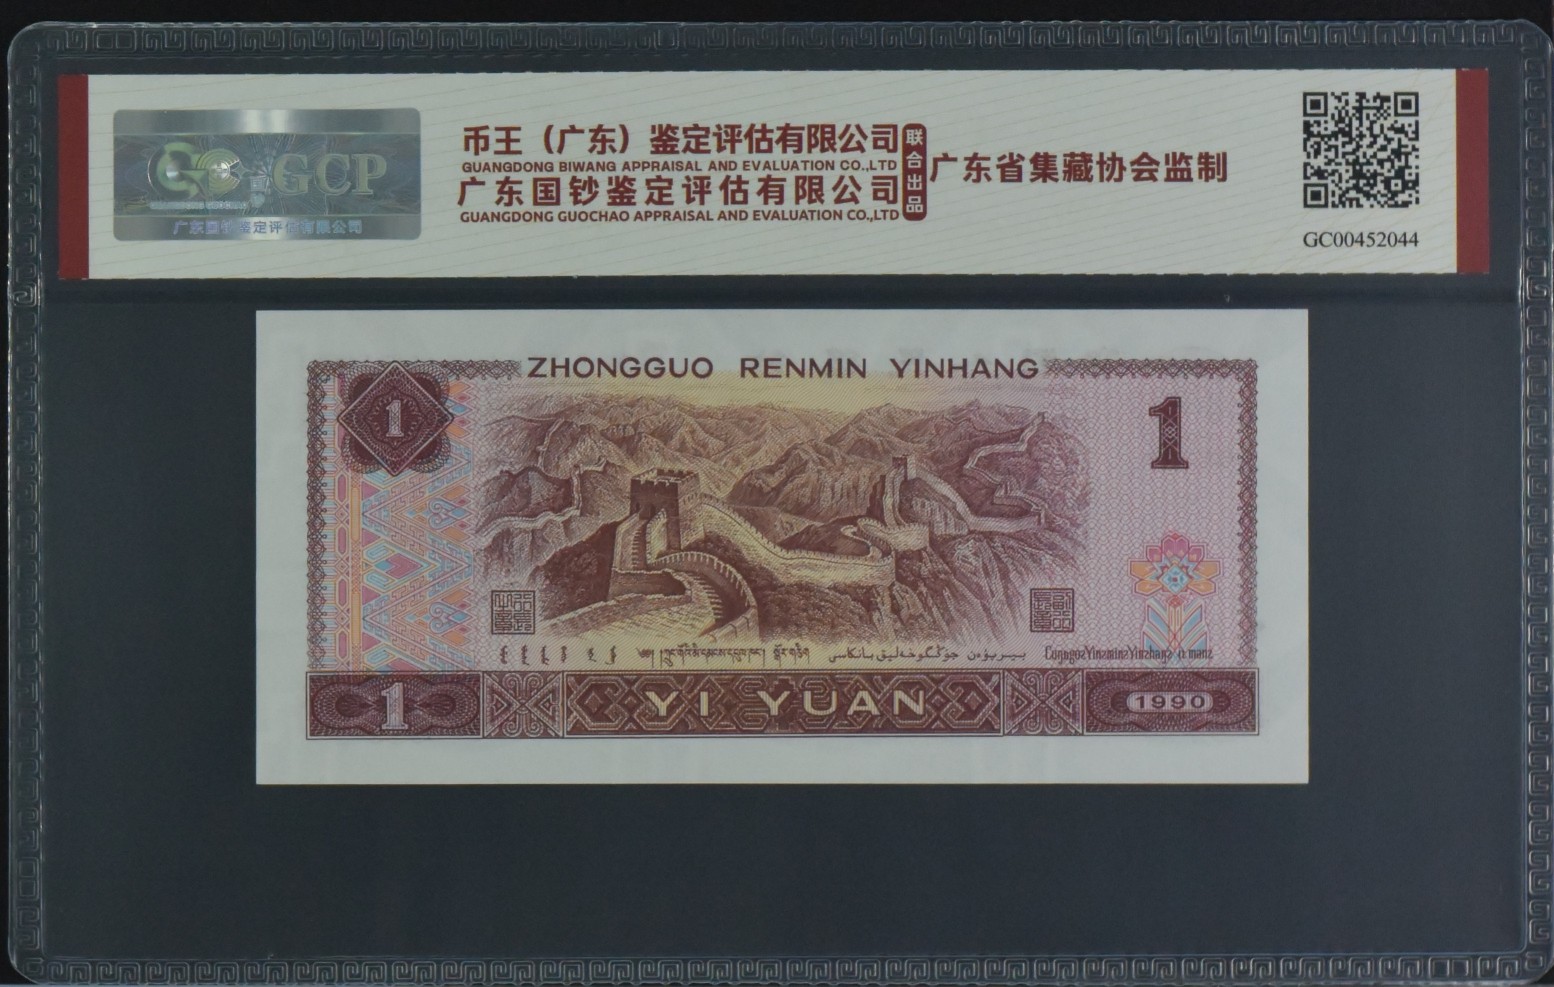 GCP
币王（广东）鉴定评估有限公司
GUANGDONG BIWANG APPRAISAL AND EVALUATION CO.,LTD
广东国钞鉴定评估有限公司
GUANGDONG GUOCHAO APPRAISAL AND EVALUATION CO.,LTD
联合出品
广东省集藏协会监制
广东国钞鉴定评估有限公司
GC00452044
ZHONGGUO RENMIN YINHANG
1
1
1
YI YUAN
1990